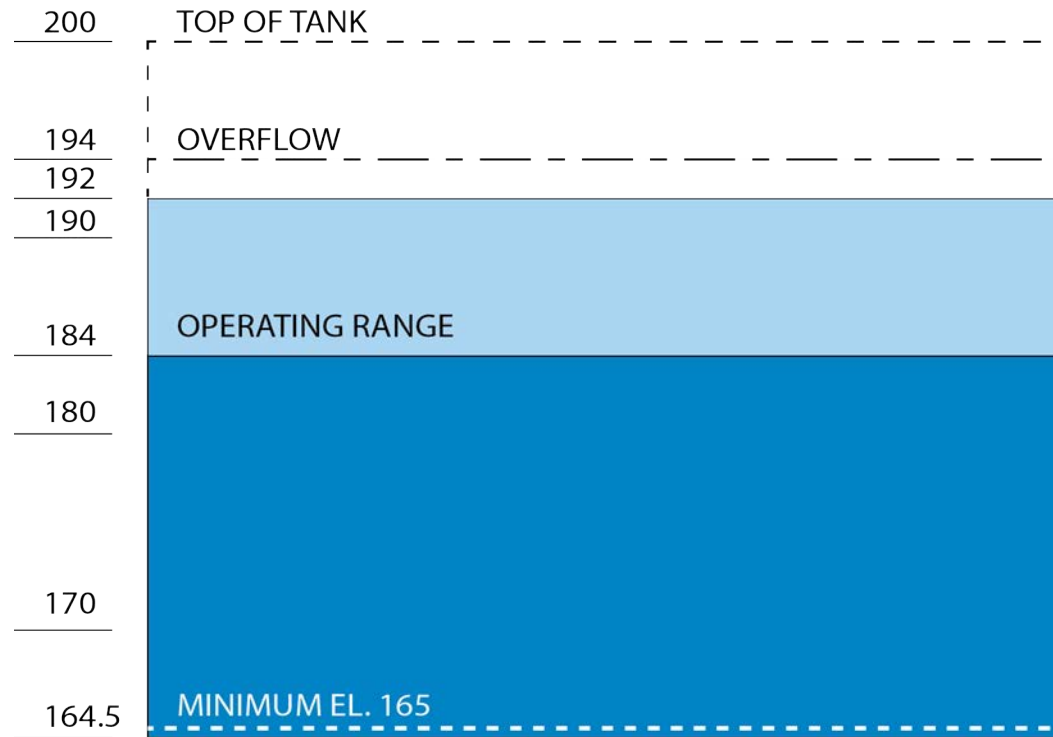 200 TOP OF TANK
194 OVERFLOW
192
190
184 OPERATING RANGE
180
170
164.5 MINIMUM EL. 165